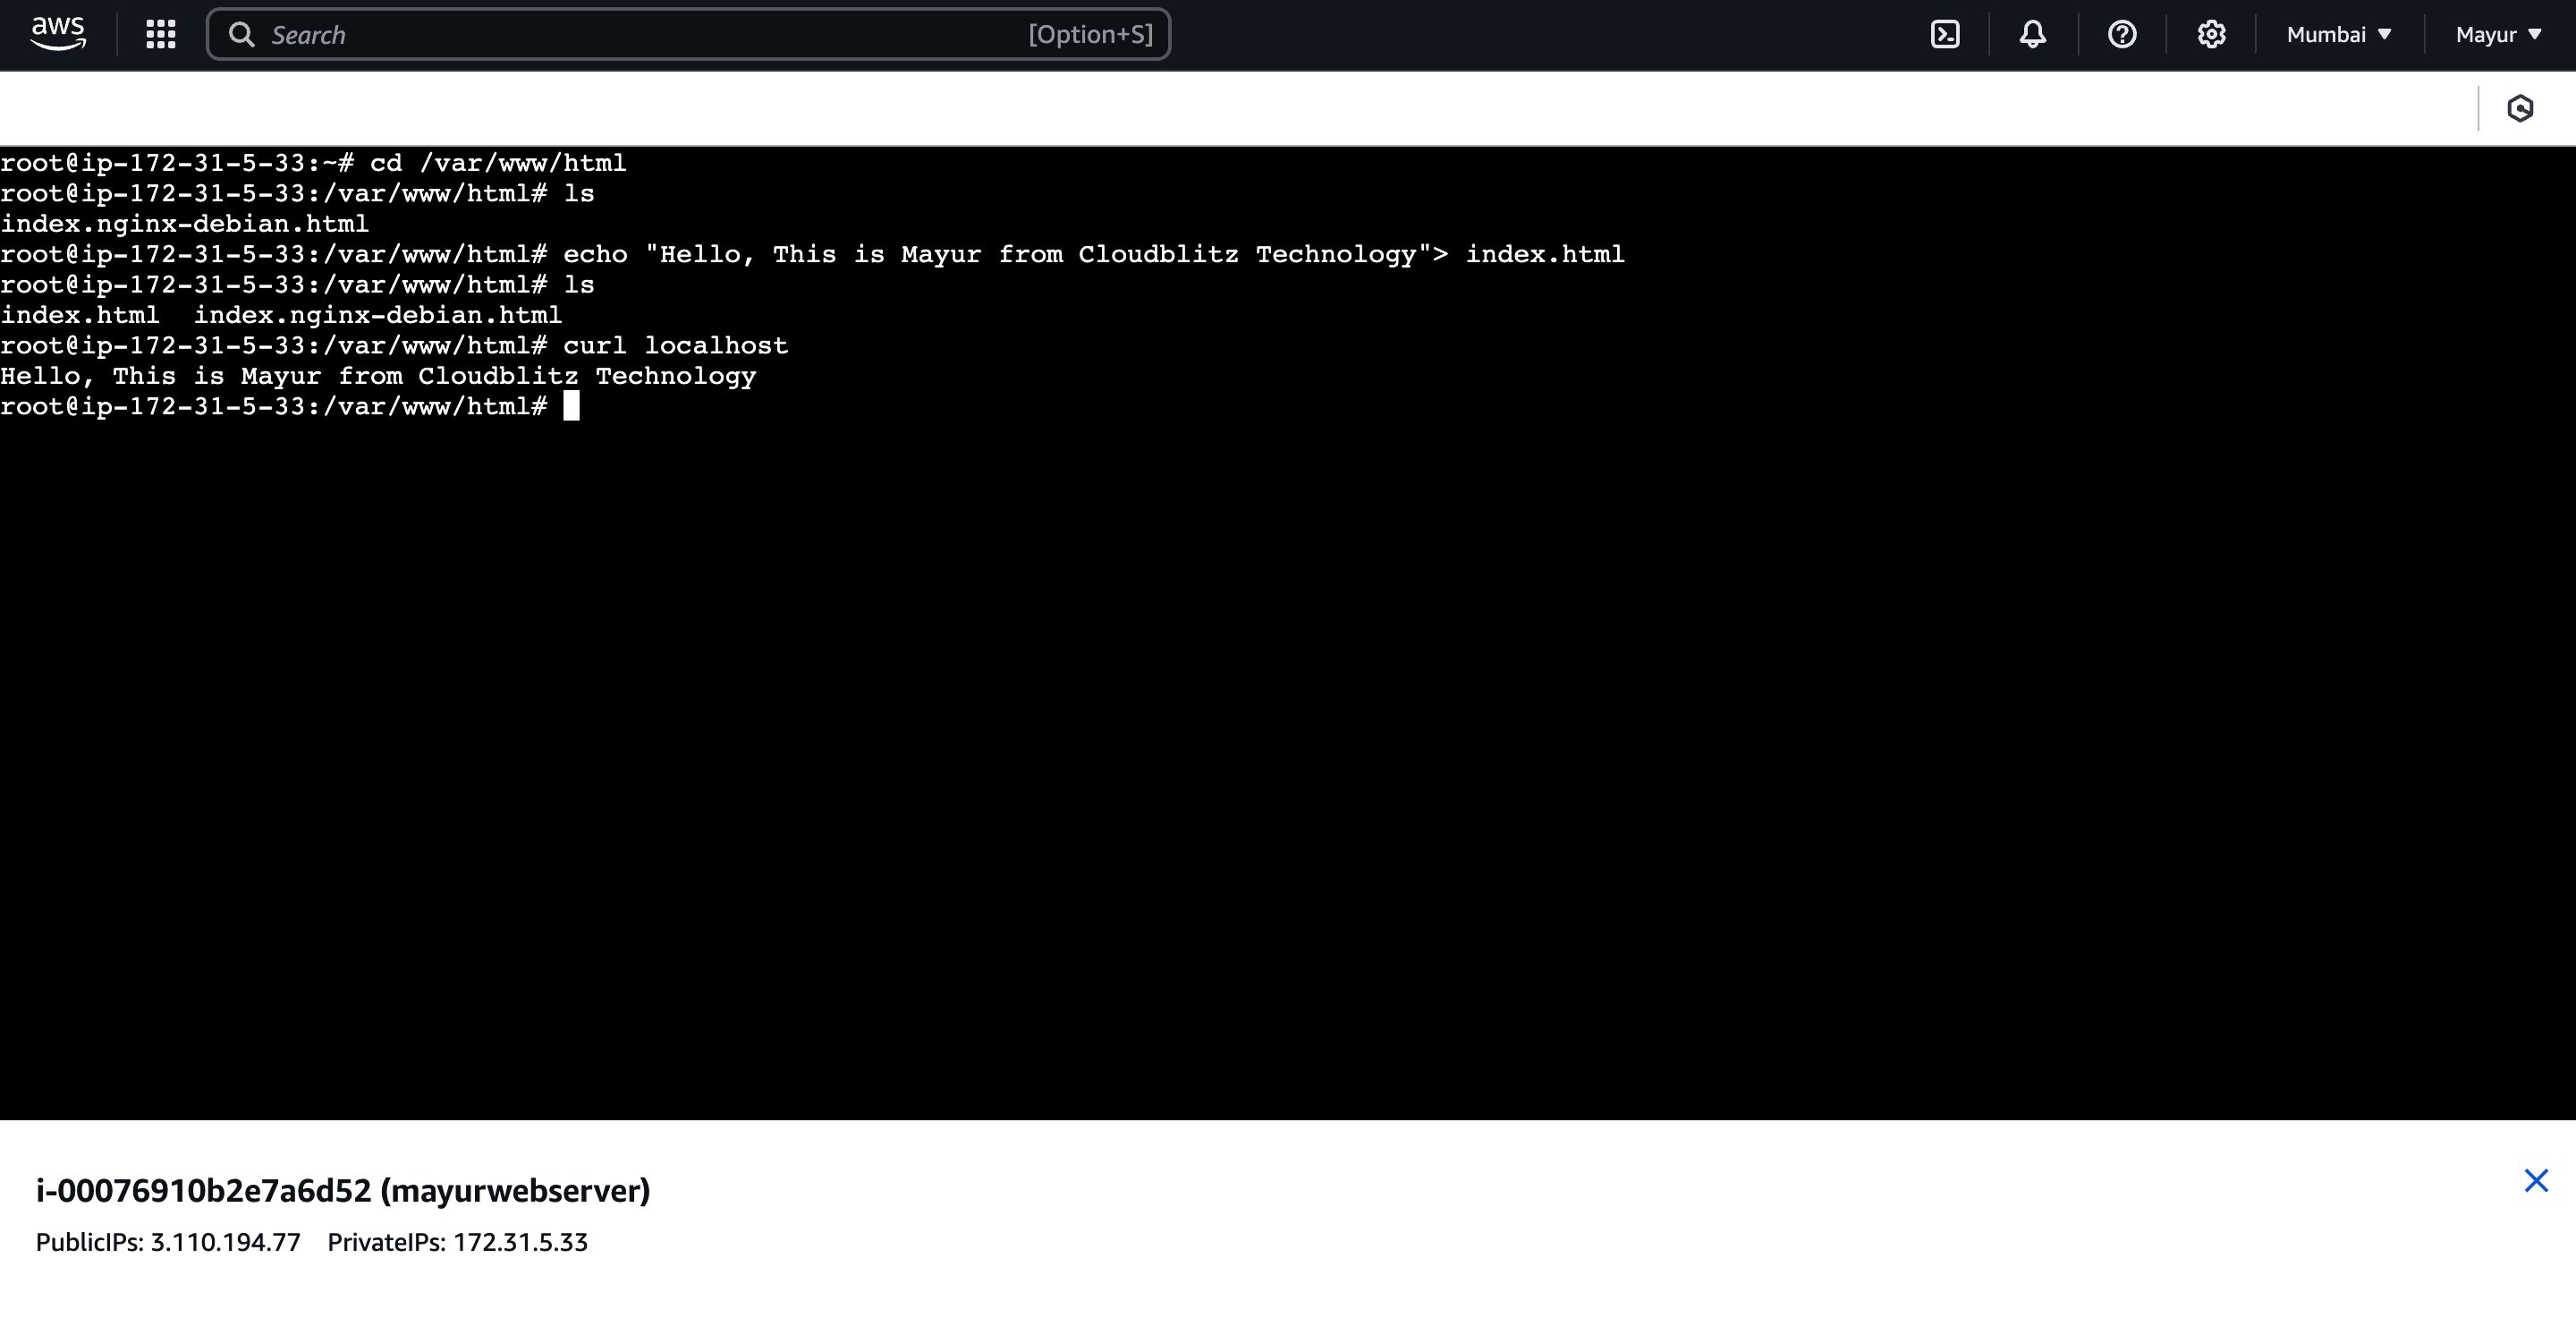 aws
Search [Option+S]
Mumbai
Mayur
root@ip-172-31-5-33:~# cd /var/www/html
root@ip-172-31-5-33:/var/www/html# ls
index.nginx-debian.html
root@ip-172-31-5-33:/var/www/html# echo "Hello, This is Mayur from Cloudblitz Technology"> index.html
root@ip-172-31-5-33:/var/www/html# ls
index.html  index.nginx-debian.html
root@ip-172-31-5-33:/var/www/html# curl localhost
Hello, This is Mayur from Cloudblitz Technology
root@ip-172-31-5-33:/var/www/html#
i-00076910b2e7a6d52 (mayurwebserver)
PublicIPs: 3.110.194.77 PrivateIPs: 172.31.5.33